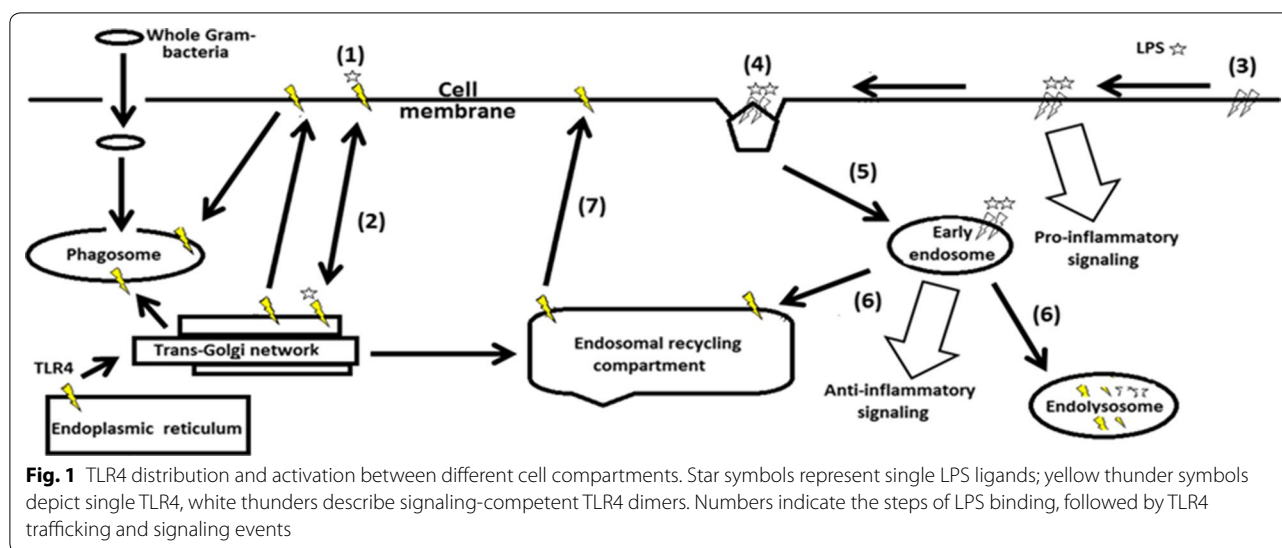 Whole Gram-
bacteria
(1)
Cell
membrane
(4)
LPS
(3)
(2)
(7)
(5)
Phagosome
Early
endosome
Pro-inflammatory
signaling
(6)
(6)
Trans-Golgi network
Endosomal recycling
compartment
TLR4
Anti-inflammatory
signaling
Endolysosome
Endoplasmic reticulum
Fig. 1 TLR4 distribution and activation between different cell compartments. Star symbols represent single LPS ligands; yellow thunder symbols
depict single TLR4, white thunders describe signaling-competent TLR4 dimers. Numbers indicate the steps of LPS binding, followed by TLR4
trafficking and signaling events